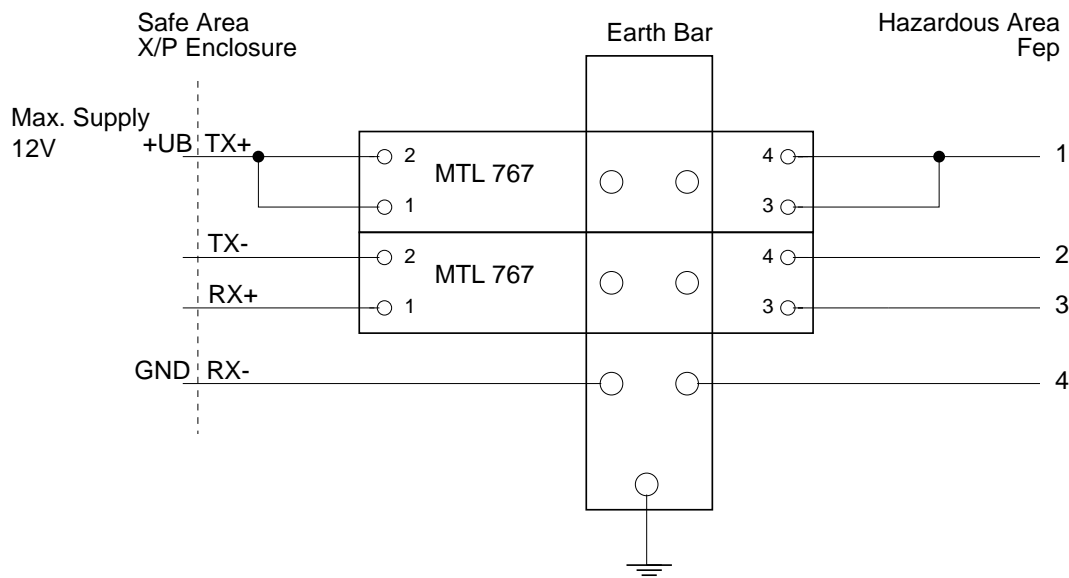 Safe Area
X/P Enclosure
Earth Bar
Hazardous Area
Fep
Max. Supply
12V
+UB TX+
2
MTL 767
4
1
1
3
TX-
2
MTL 767
4
2
RX+
1
3
3
GND RX-
4